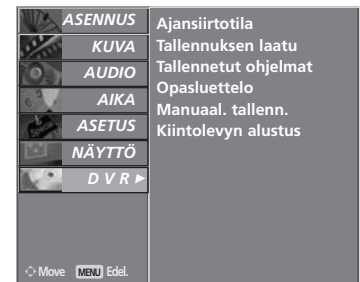 ASENNUS
KUVA
AUDIO
AIKA
ASETUS
NÄYTTÖ
D V R ►
Ajansiirtotila
Tallennuksen laatu
Tallennetut ohjelmat
Opasluettelo
Manuaal. tallenn.
Kiintolevyn alustus
Move MENU Edel.